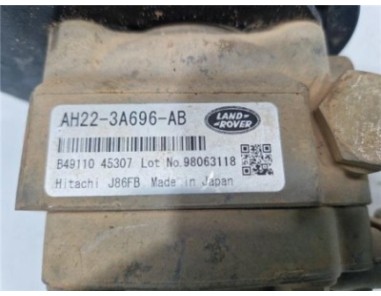 AH22-3A696-AB
LAND-
ROVER
B49110 45307 Lot No.98063118
Hitachi J86FB Made in Japan